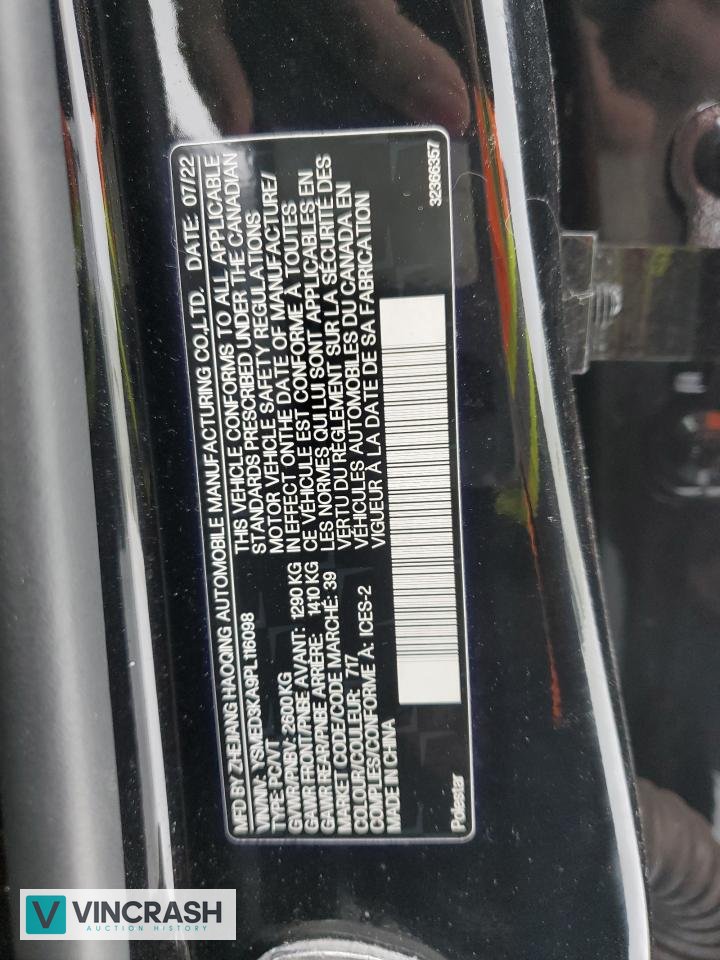 MFD BY ZHEJIANG HAOQING AUTOMOBILE MANUFACTURING CO.,LTD. DATE: 07/22
VIN/NIV: YSMED3KA9PL116098
TYPE: PC/VT
GVWR/PNBV: 2600 KG
GAWR FRONT/PNBE AVANT: 1290 KG
GAWR REAR/PNBE ARRIÈRE: 1410 KG
MARKET CODE/CODE MARCHÉ: 39
COLOUR/COULEUR: 717
COMPLIES/CONFORME A: ICES-2
MADE IN CHINA
THIS VEHICLE CONFORMS TO ALL APPLICABLE
STANDARDS PRESCRIBED UNDER THE CANADIAN
MOTOR VEHICLE SAFETY REGULATIONS
IN EFFECT ONTHE DATE OF MANUFACTURE/
CE VÉHICULE EST CONFORME À TOUTES
LES NORMES QUI LUI SONT APPLICABLES EN
VERTU DU RÈGLEMENT SUR LA SÉCURITÉ DES
VÉHICULES AUTOMOBILES DU CANADA EN
VIGUEUR À LA DATE DE SA FABRICATION
Polestar
32366357
V VINCRASH
AUCTION HISTORY